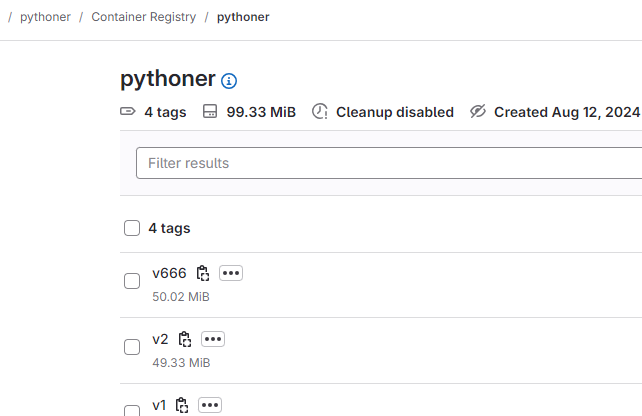 / pythoner / Container Registry / pythoner
pythoner
4 tags 99.33 MiB Cleanup disabled Created Aug 12, 2024
Filter results
4 tags
v666
50.02 MiB
v2
49.33 MiB
v1